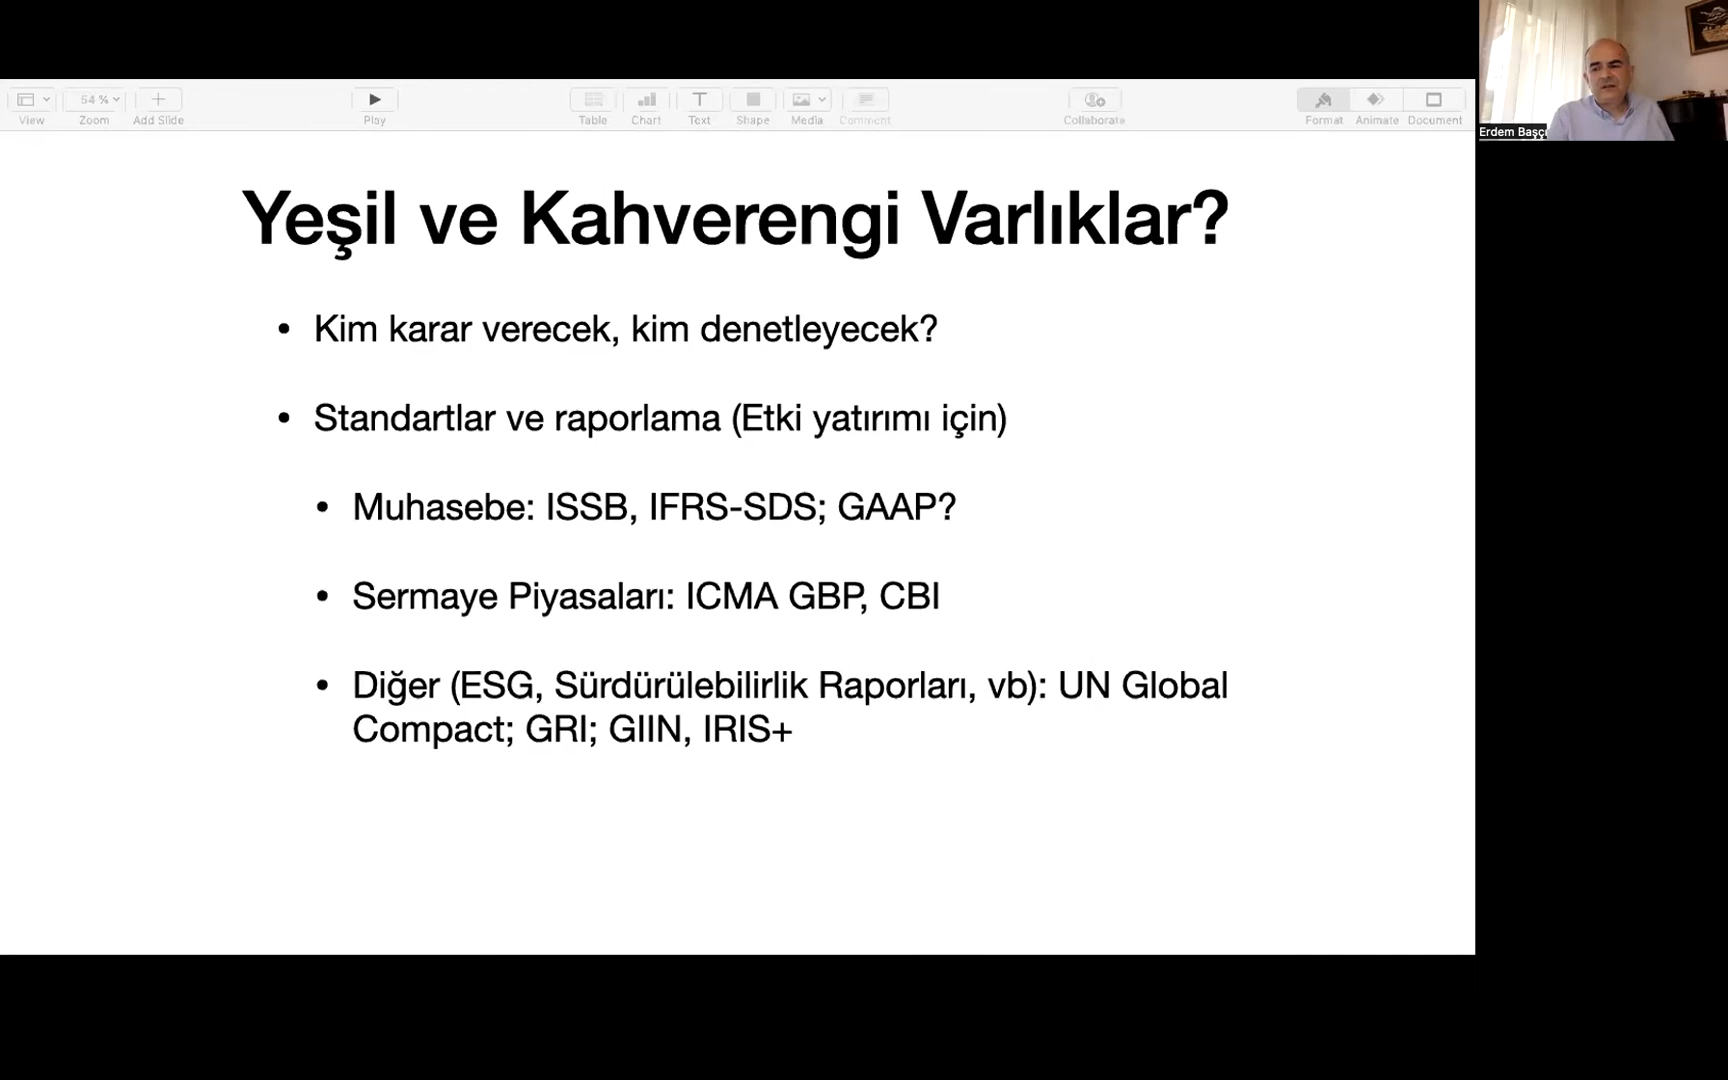 View
54 %
Zoom
Add Slide
Play
Table
Chart
Text
Shape
Media
Comment
Collaborate
Format
Animate
Document
Erdem Başçı
Yeşil ve Kahverengi Varlıklar?
• Kim karar verecek, kim denetleyecek?
• Standartlar ve raporlama (Etki yatırımı için)
• Muhasebe: ISSB, IFRS-SDS; GAAP?
• Sermaye Piyasaları: ICMA GBP, CBI
• Diğer (ESG, Sürdürülebilirlik Raporları, vb): UN Global
Compact; GRI; GIIN, IRIS+